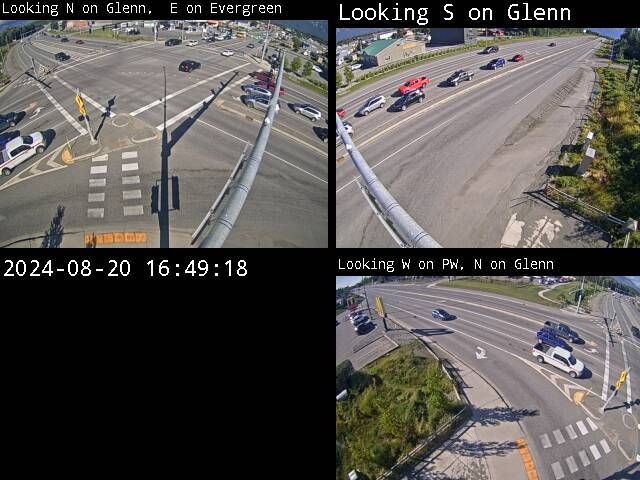 Looking N on Glenn, E on Evergreen
Looking S on Glenn
2024-08-20 16:49:18
Looking W on PW, N on Glenn